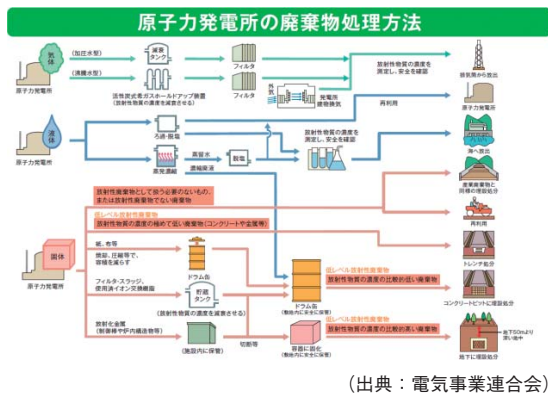 原子力発電所の廃棄物処理方法
気体
原子力発電所
(加圧水型)
減衰
タンク
フィルタ
(沸騰水型)
活性炭式希ガスホールドアップ装置
(放射性物質の濃度を減衰させる)
フィルタ
外気
発電所
建物換気
放射性物質の濃度を
測定し、安全を確認
排気筒から放出
液体
原子力発電所
ろ過・脱塩
蒸発濃縮
蒸留水
濃縮廃液
脱塩
放射性物質の濃度を
測定し、安全を確認
再利用
原子力発電所
海へ放出
固体
原子力発電所
放射性廃棄物として扱う必要のないもの、
または放射性廃棄物でない廃棄物
産業廃棄物と
同様の埋設処分
再利用
低レベル放射性廃棄物
放射性物質の濃度の極めて低い廃棄物(コンクリートや金属等)
トレンチ処分
紙、布等
焼却、圧縮等で、
容積を減らす
ドラム缶
フィルタ・スラッジ、
使用済イオン交換樹脂
貯蔵
タンク
(放射性物質の濃度を減衰させる)
ドラム缶
(敷地内に安全に保管)
低レベル放射性廃棄物
放射性物質の濃度の比較的低い廃棄物
コンクリートピットに埋設処分
放射化金属
(制御棒や炉内構造物等)
(施設内に保管)
切断等
容器に固化
(敷地内に安全に保管)
低レベル放射性廃棄物
放射性物質の濃度の比較的高い廃棄物
地下50mより
深い地中
地下に埋設処分
(出典:電気事業連合会)